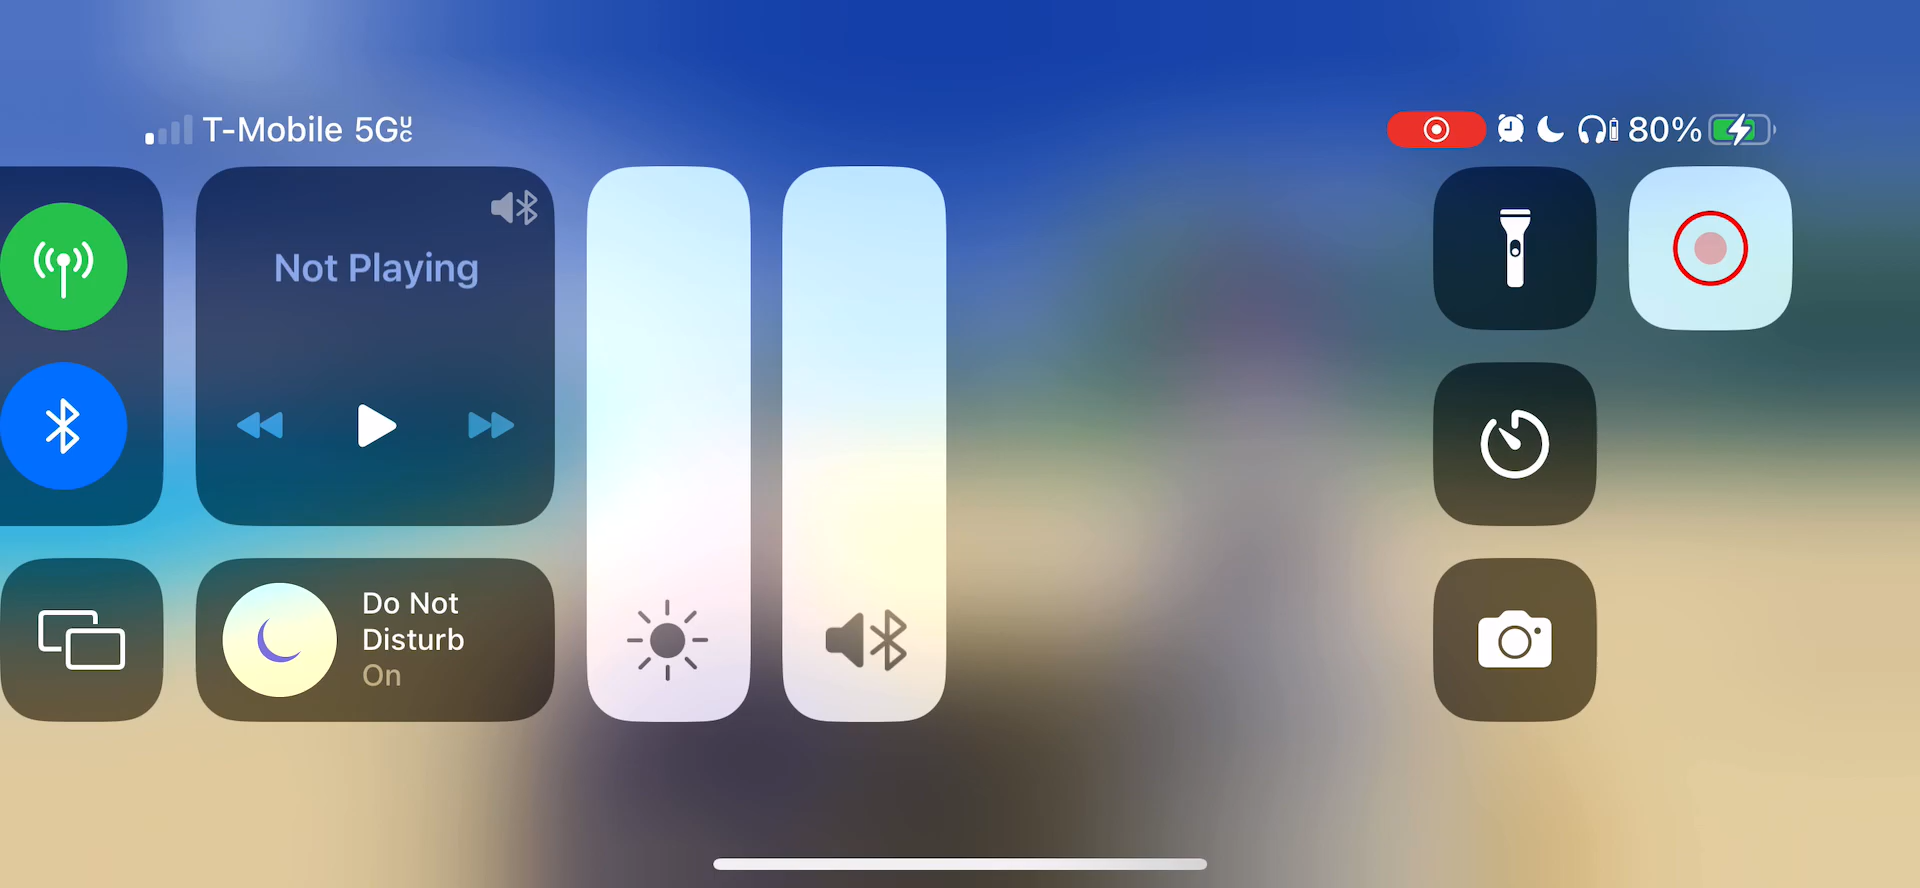 T-Mobile 5Gᵁc 80%
Not Playing
Do Not
Disturb
On